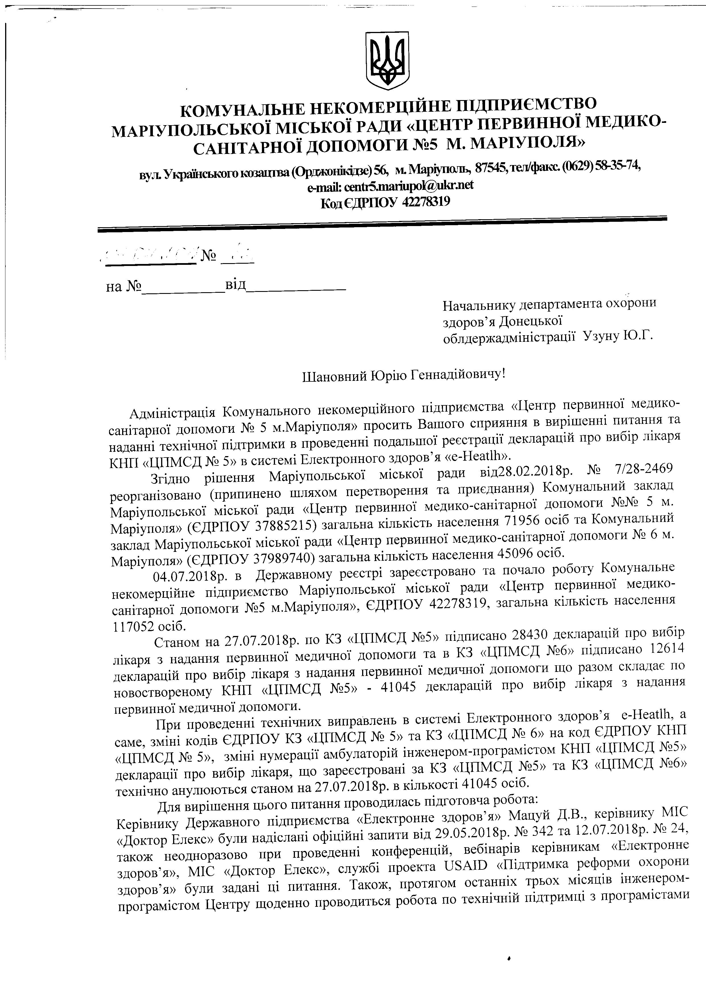 КОМУНАЛЬНЕ НЕКОМЕРЦІЙНЕ ПІДПРИЄМСТВО
МАРІУПОЛЬСЬКОЇ МІСЬКОЇ РАДИ «ЦЕНТР ПЕРВИННОЇ МЕДИКО-
САНІТАРНОЇ ДОПОМОГИ №5 М. МАРІУПОЛЯ»
вул. Українського козацтва (Орджонікідзе) 56, м. Маріуполь, 87545, тел/факс. (0629) 58-35-74,
e-mail: centr5.mariupol@ukr.net
Код ЄДРПОУ 42278319
№
на №____________від______________
Начальнику департамента охорони
здоров’я Донецької
облдержадміністрації Узуну Ю.Г.
Шановний Юрію Геннадійовичу!
Адміністрація Комунального некомерційного підприємства «Центр первинної медико-
санітарної допомоги № 5 м.Маріуполя» просить Вашого сприяння в вирішенні питання та
наданні технічної підтримки в проведенні подальшої реєстрації декларацій про вибір лікаря
КНП «ЦПМСД № 5» в системі Електронного здоров’я «e-Heatlh».
Згідно рішення Маріупольської міської ради від28.02.2018р. № 7/28-2469
реорганізовано (припинено шляхом перетворення та приєднання) Комунальний заклад
Маріупольської міської ради «Центр первинної медико-санітарної допомоги №№ 5 м.
Маріуполя» (ЄДРПОУ 37885215) загальна кількість населення 71956 осіб та Комунальний
заклад Маріупольської міської ради «Центр первинної медико-санітарної допомоги № 6 м.
Маріуполя» (ЄДРПОУ 37989740) загальна кількість населення 45096 осіб.
04.07.2018р. в Державному реєстрі зареєстровано та почало роботу Комунальне
некомерційне підприємство Маріупольської міської ради «Центр первинної медико-
санітарної допомоги №5 м.Маріуполя», ЄДРПОУ 42278319, загальна кількість населення
117052 осіб.
Станом на 27.07.2018р. по КЗ «ЦПМСД №5» підписано 28430 декларацій про вибір
лікаря з надання первинної медичної допомоги та в КЗ «ЦПМСД №6» підписано 12614
декларацій про вибір лікаря з надання первинної медичної допомоги що разом складає по
новоствореному КНП «ЦПМСД №5» - 41045 декларацій про вибір лікаря з надання
первинної медичної допомоги.
При проведенні технічних виправлень в системі Електронного здоров’я e-Heatlh, а
саме, зміні кодів ЄДРПОУ КЗ «ЦПМСД № 5» та КЗ «ЦПМСД № 6» на код ЄДРПОУ КНП
«ЦПМСД № 5», зміні нумерації амбулаторій інженером-програмістом КНП «ЦПМСД №5»
декларації про вибір лікаря, що зареєстровані за КЗ «ЦПМСД №5» та КЗ «ЦПМСД №6»
технічно анулюються станом на 27.07.2018р. в кількості 41045 осіб.
Для вирішення цього питання проводилась підготовча робота:
Керівнику Державного підприємства «Електронне здоров’я» Мацуй Д.В., керівнику МІС
«Доктор Елекс» були надіслані офіційні запити від 29.05.2018р. № 342 та 12.07.2018р. № 24,
також неодноразово при проведенні конференцій, вебінарів керівникам «Електронне
здоров’я», МІС «Доктор Елекс», службі проекта USAID «Підтримка реформи охорони
здоров’я» були задані ці питання. Також, протягом останніх трьох місяців інженером-
програмістом Центру щоденно проводиться робота по технічній підтримці з програмістами